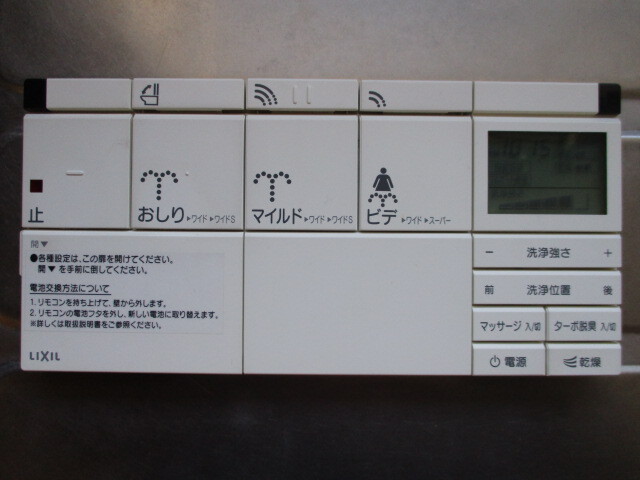 止
おしり▶ワイド▶ワイドS
マイルド▶ワイド▶ワイドS
ビデ▶ワイド▶スーパー
開▼
●各種設定は、この扉を開けてください。
開▼を手前に倒してください。
電池交換方法について
1. リモコンを持ち上げて、壁から外します。
2. リモコンの電池フタを外し、新しい電池に取り替えます。
※詳しくは取扱説明書をご参照ください。
LIXIL
− 洗浄強さ +
前 洗浄位置 後
マッサージ 入/切
ターボ脱臭 入/切
電源
乾燥